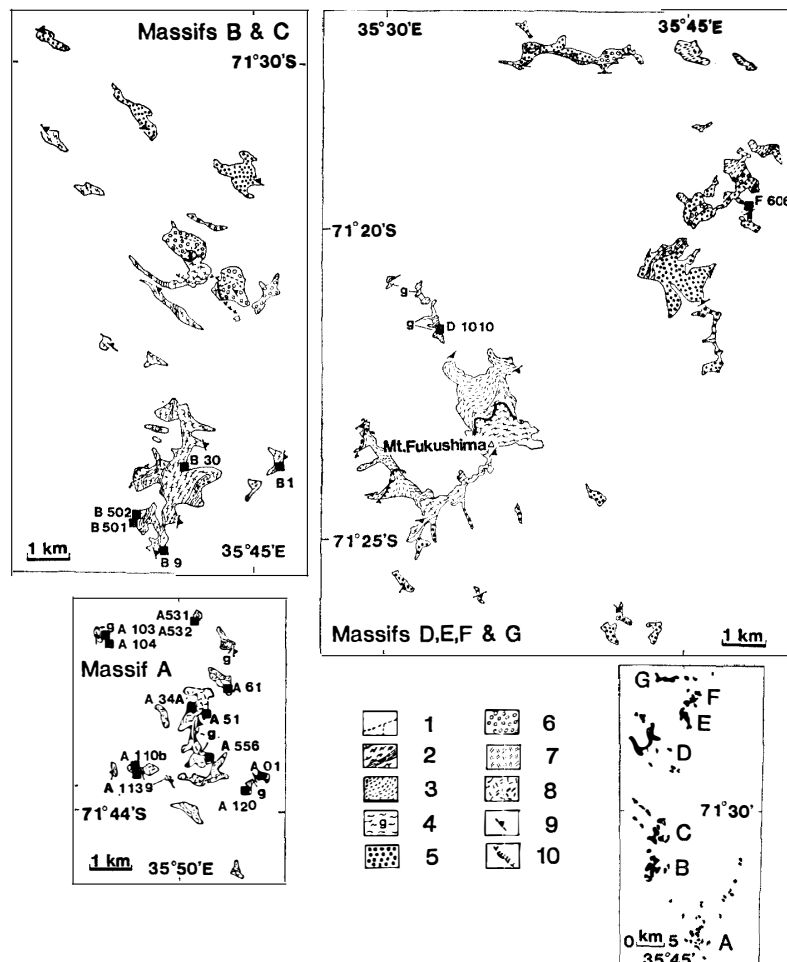 Massifs B & C
71°30'S
B 30
B 1
B 502
B 501
B 9
1 km
35°45'E
35°30'E
35°45'E
F 606
71°20'S
g
g
D 1010
Mt.Fukushima
71°25'S
Massifs D,E,F & G
1 km
A531
g
A 103
A532
A 104
g
Massif A
A 61
A 34A
A 51
g
A 556
A 110b
A 01
A 1139
A 120
g
71°44'S
1 km
35°50'E
1
2
3
g
4
5
6
7
8
9
10
G
F
E
D
71°30'
C
B
A
0 km 5
35°45'